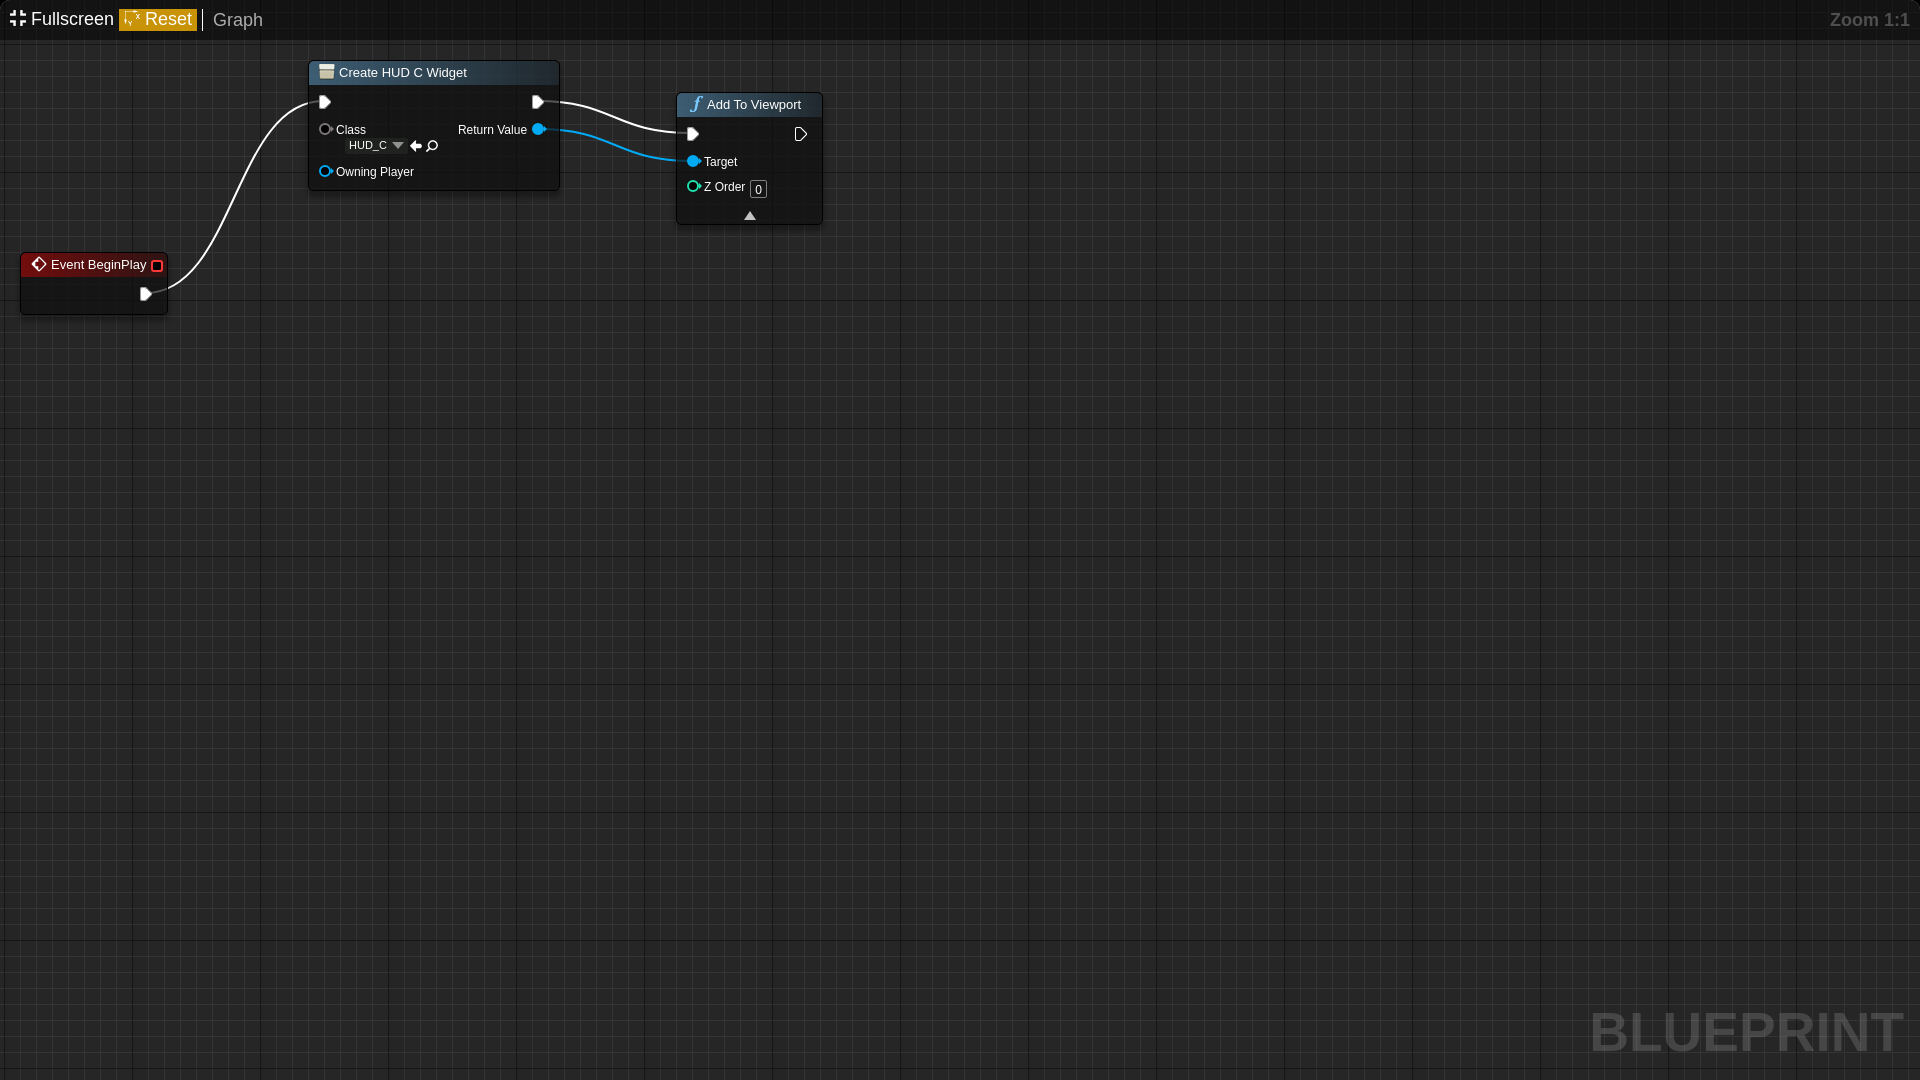 Fullscreen Reset Graph Zoom 1:1
Create HUD C Widget
Class Return Value
HUD_C
Owning Player
Add To Viewport
Target
Z Order 0
Event BeginPlay
BLUEPRINT